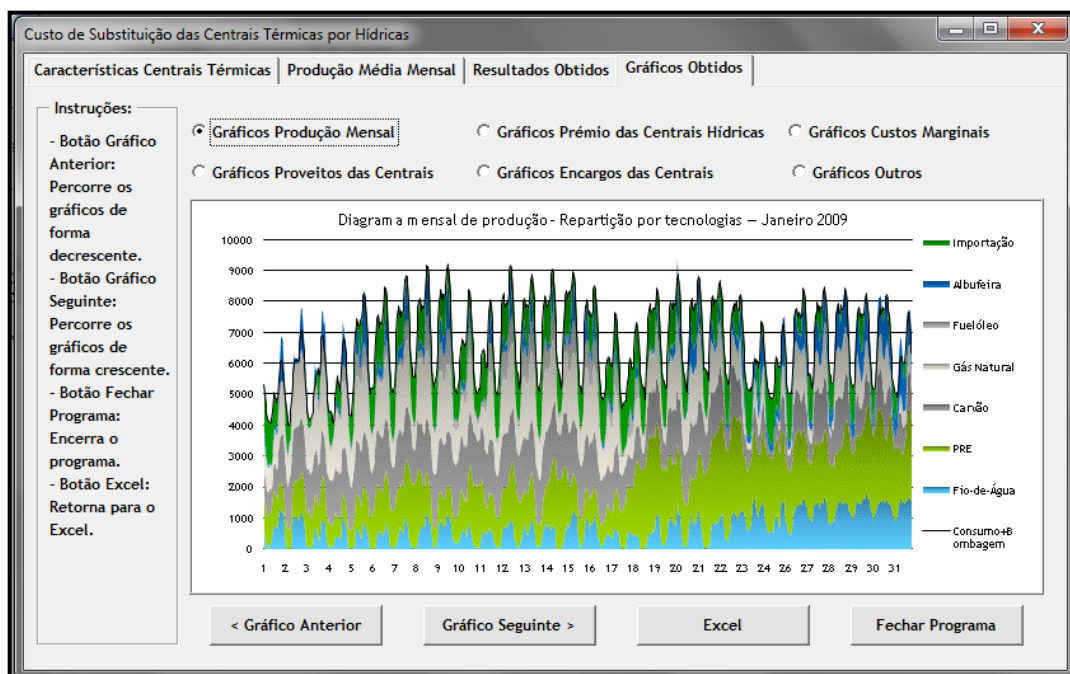 Custo de Substituição das Centrais Térmicas por Hídricas
Características Centrais Térmicas
Produção Média Mensal
Resultados Obtidos
Gráficos Obtidos
Instruções:
- Botão Gráfico
Anterior:
Percorre os
gráficos de
forma
decrescente.
- Botão Gráfico
Seguinte:
Percorre os
gráficos de
forma crescente.
- Botão Fechar
Programa:
Encerra o
programa.
- Botão Excel:
Retorna para o
Excel.
Gráficos Produção Mensal
Gráficos Prémio das Centrais Hídricas
Gráficos Custos Marginais
Gráficos Proveitos das Centrais
Gráficos Encargos das Centrais
Gráficos Outros
Diagrama mensal de produção - Repartição por tecnologias – Janeiro 2009
10000
9000
8000
7000
6000
5000
4000
3000
2000
1000
0
1 2 3 4 5 6 7 8 9 10 11 12 13 14 15 16 17 18 19 20 21 22 23 24 25 26 27 28 29 30 31
Importação
Albufeira
Fuelóleo
Gás Natural
Carvão
PRE
Fio-de-Água
Consumo+B
ombagem
< Gráfico Anterior
Gráfico Seguinte >
Excel
Fechar Programa